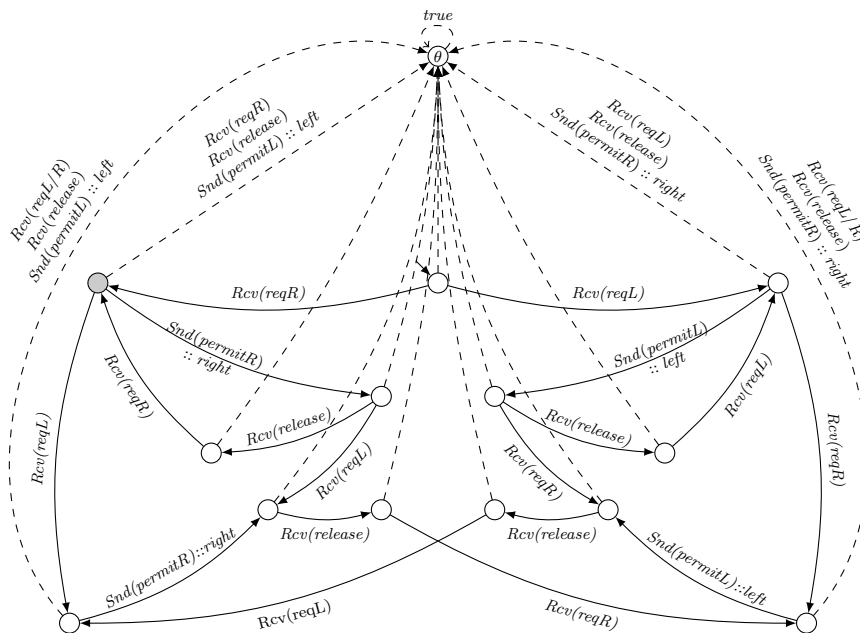 true
θ
Rcv(reqR)
Rcv(release)
Snd(permitL) :: left
Rcv(reqL)
Rcv(release)
Snd(permitR) :: right
Rcv(reqL/R)
Rcv(release)
Snd(permitL) :: left
Rcv(reqL/R)
Rcv(release)
Snd(permitR) :: right
Rcv(reqR)
Rcv(reqL)
Snd(permitR)
:: right
Snd(permitL)
:: left
Rcv(reqR)
Rcv(reqL)
Rcv(release)
Rcv(release)
Rcv(reqL)
Rcv(reqR)
Rcv(reqL)
Rcv(reqR)
Rcv(release)
Rcv(release)
Snd(permitR)::right
Snd(permitL)::left
Rcv(reqL)
Rcv(reqR)